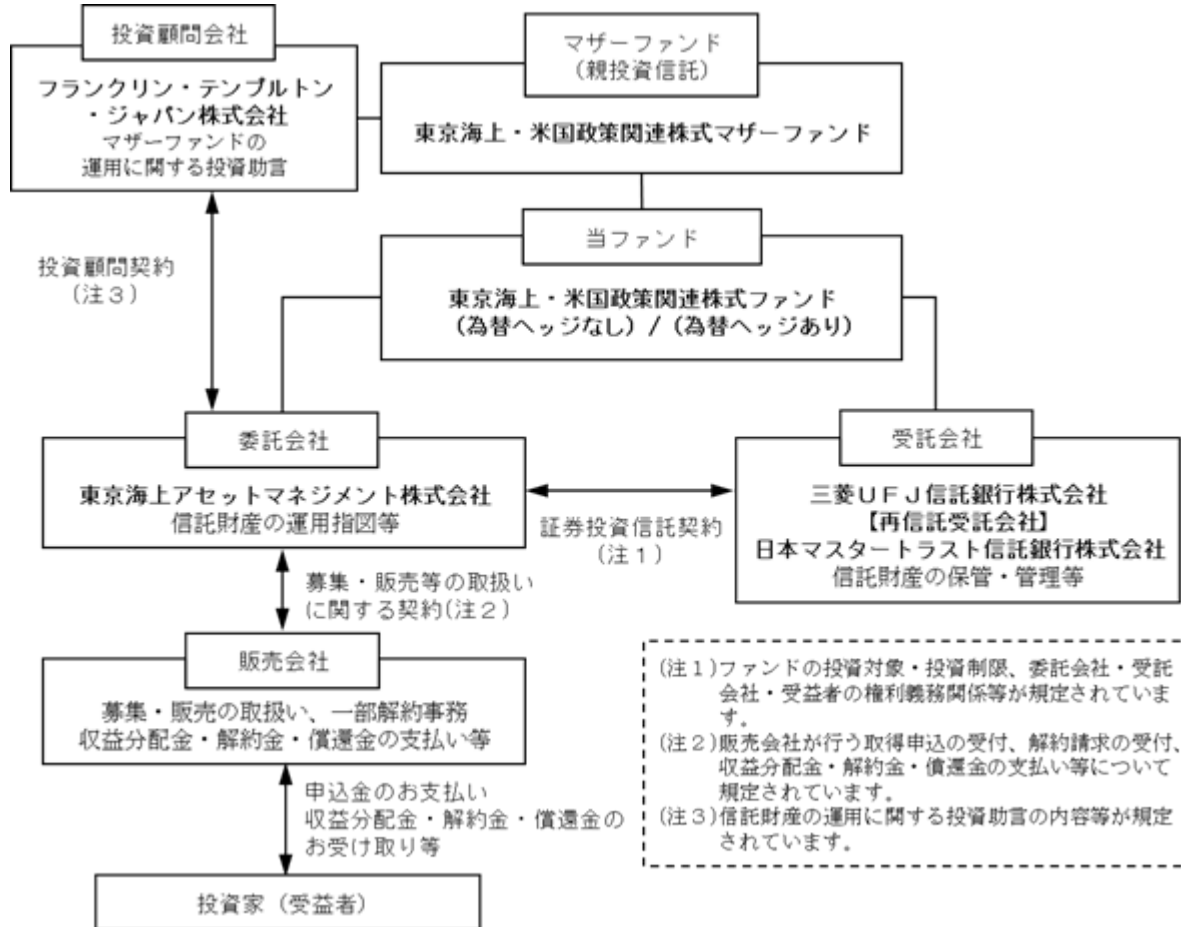 投資顧問会社
フランクリン・テンプルトン
・ジャパン株式会社
マザーファンドの
運用に関する投資助言
マザーファンド
（親投資信託）
東京海上・米国政策関連株式マザーファンド
当ファンド
東京海上・米国政策関連株式ファンド
（為替ヘッジなし）/（為替ヘッジあり）
投資顧問契約
（注３）
委託会社
東京海上アセットマネジメント株式会社
信託財産の運用指図等
証券投資信託契約
（注１）
受託会社
三菱ＵＦＪ信託銀行株式会社
【再信託受託会社】
日本マスタートラスト信託銀行株式会社
信託財産の保管・管理等
募集・販売等の取扱い
に関する契約(注２)
販売会社
募集・販売の取扱い、一部解約事務
収益分配金・解約金・償還金の支払い等
申込金のお支払い
収益分配金・解約金・償還金の
お受け取り等
投資家（受益者）
(注１)ファンドの投資対象・投資制限、委託会社・受託
会社・受益者の権利義務関係等が規定されていま
す。
(注２)販売会社が行う取得申込の受付、解約請求の受付、
収益分配金・解約金・償還金の支払い等について
規定されています。
(注３)信託財産の運用に関する投資助言の内容等が規定
されています。